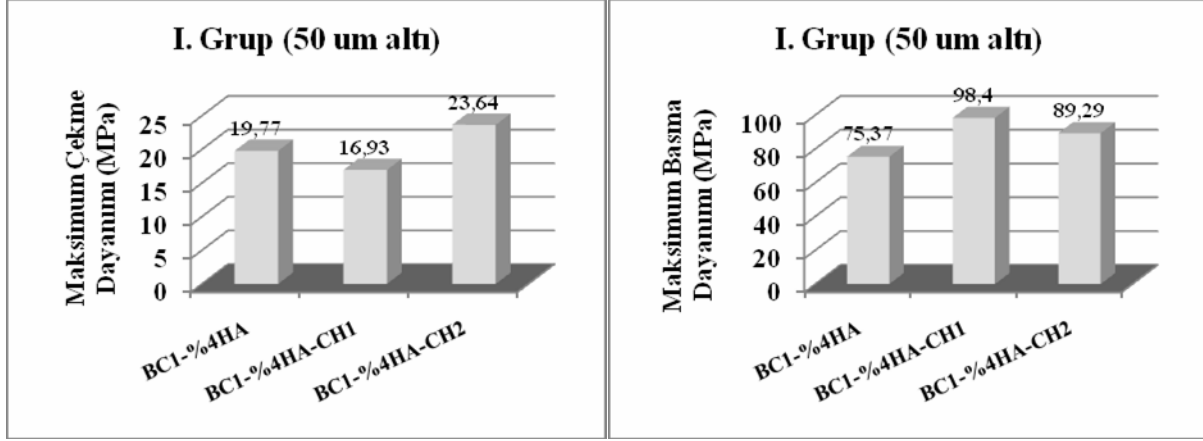 I. Grup (50 um altı)
Maksimum Çekme
Dayanımı (MPa)
25
20
15
10
5
0
19,77
16,93
23,64
BC1-%4HA
BC1-%4HA-CH1
BC1-%4HA-CH2
I. Grup (50 um altı)
Maksimum Basma
Dayanımı (MPa)
100
80
60
40
20
0
75,37
98,4
89,29
BC1-%4HA
BC1-%4HA-CH1
BC1-%4HA-CH2